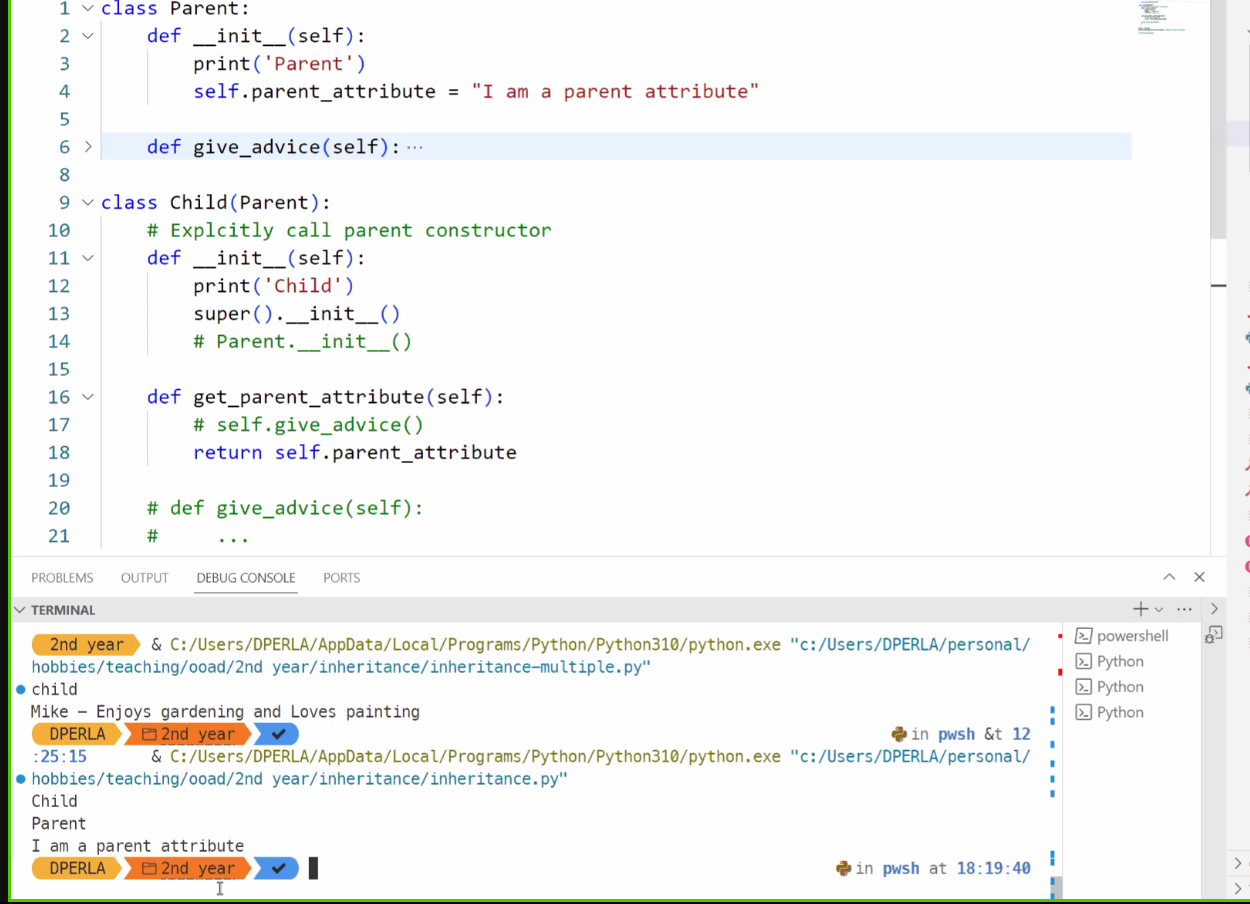 1 class Parent:
2 def __init__(self):
3 print('Parent')
4 self.parent_attribute = "I am a parent attribute"
5
6 def give_advice(self): ...
8
9 class Child(Parent):
10 # Explcitly call parent constructor
11 def __init__(self):
12 print('Child')
13 super().__init__()
14 # Parent.__init__()
15
16 def get_parent_attribute(self):
17 # self.give_advice()
18 return self.parent_attribute
19
20 # def give_advice(self):
21 # ...
PROBLEMS OUTPUT DEBUG CONSOLE PORTS
TERMINAL
2nd year & C:/Users/DPERLA/AppData/Local/Programs/Python/Python310/python.exe "c:/Users/DPERLA/personal/
hobbies/teaching/ooad/2nd year/inheritance/inheritance-multiple.py"
child
Mike – Enjoys gardening and Loves painting
DPERLA 2nd year in pwsh &t 12
:25:15 & C:/Users/DPERLA/AppData/Local/Programs/Python/Python310/python.exe "c:/Users/DPERLA/personal/
hobbies/teaching/ooad/2nd year/inheritance/inheritance.py"
Child
Parent
I am a parent attribute
DPERLA 2nd year in pwsh at 18:19:40
powershell
Python
Python
Python